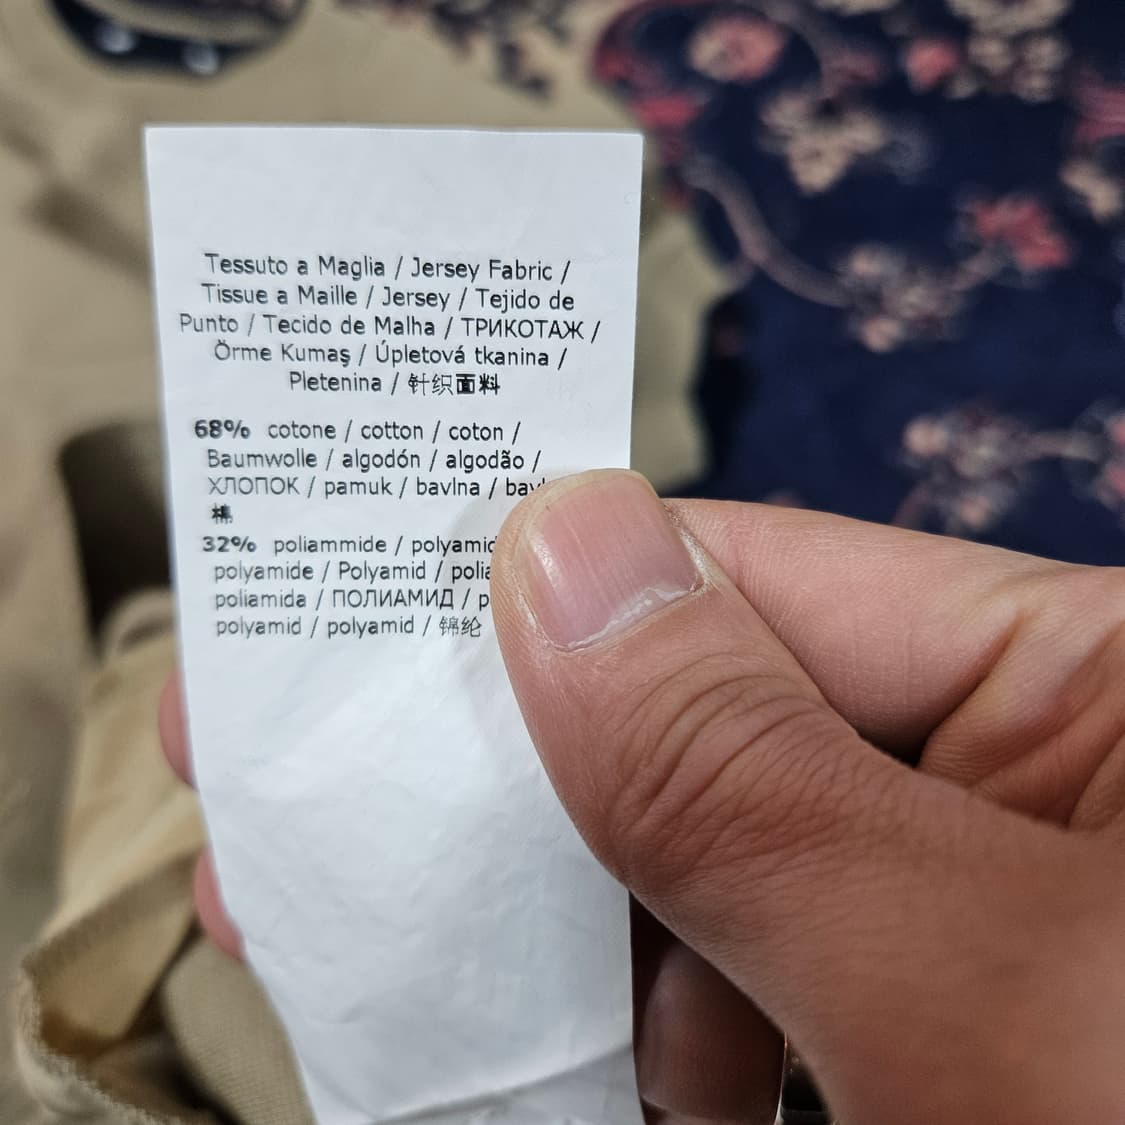 Tessuto a Maglia / Jersey Fabric /
Tissue a Maille / Jersey / Tejido de
Punto / Tecido de Malha / ТРИКОТАЖ /
Örme Kumaş / Úpletová tkanina /
Pletenina / 针织面料
68% cotone / cotton / coton /
Baumwolle / algodón / algodão /
ХЛОПОК / pamuk / bavlna /
棉
32% poliammide /
polyamide / Polyamid /
poliamida / ПОЛИАМИД /
polyamid / polyamid / 锦纶